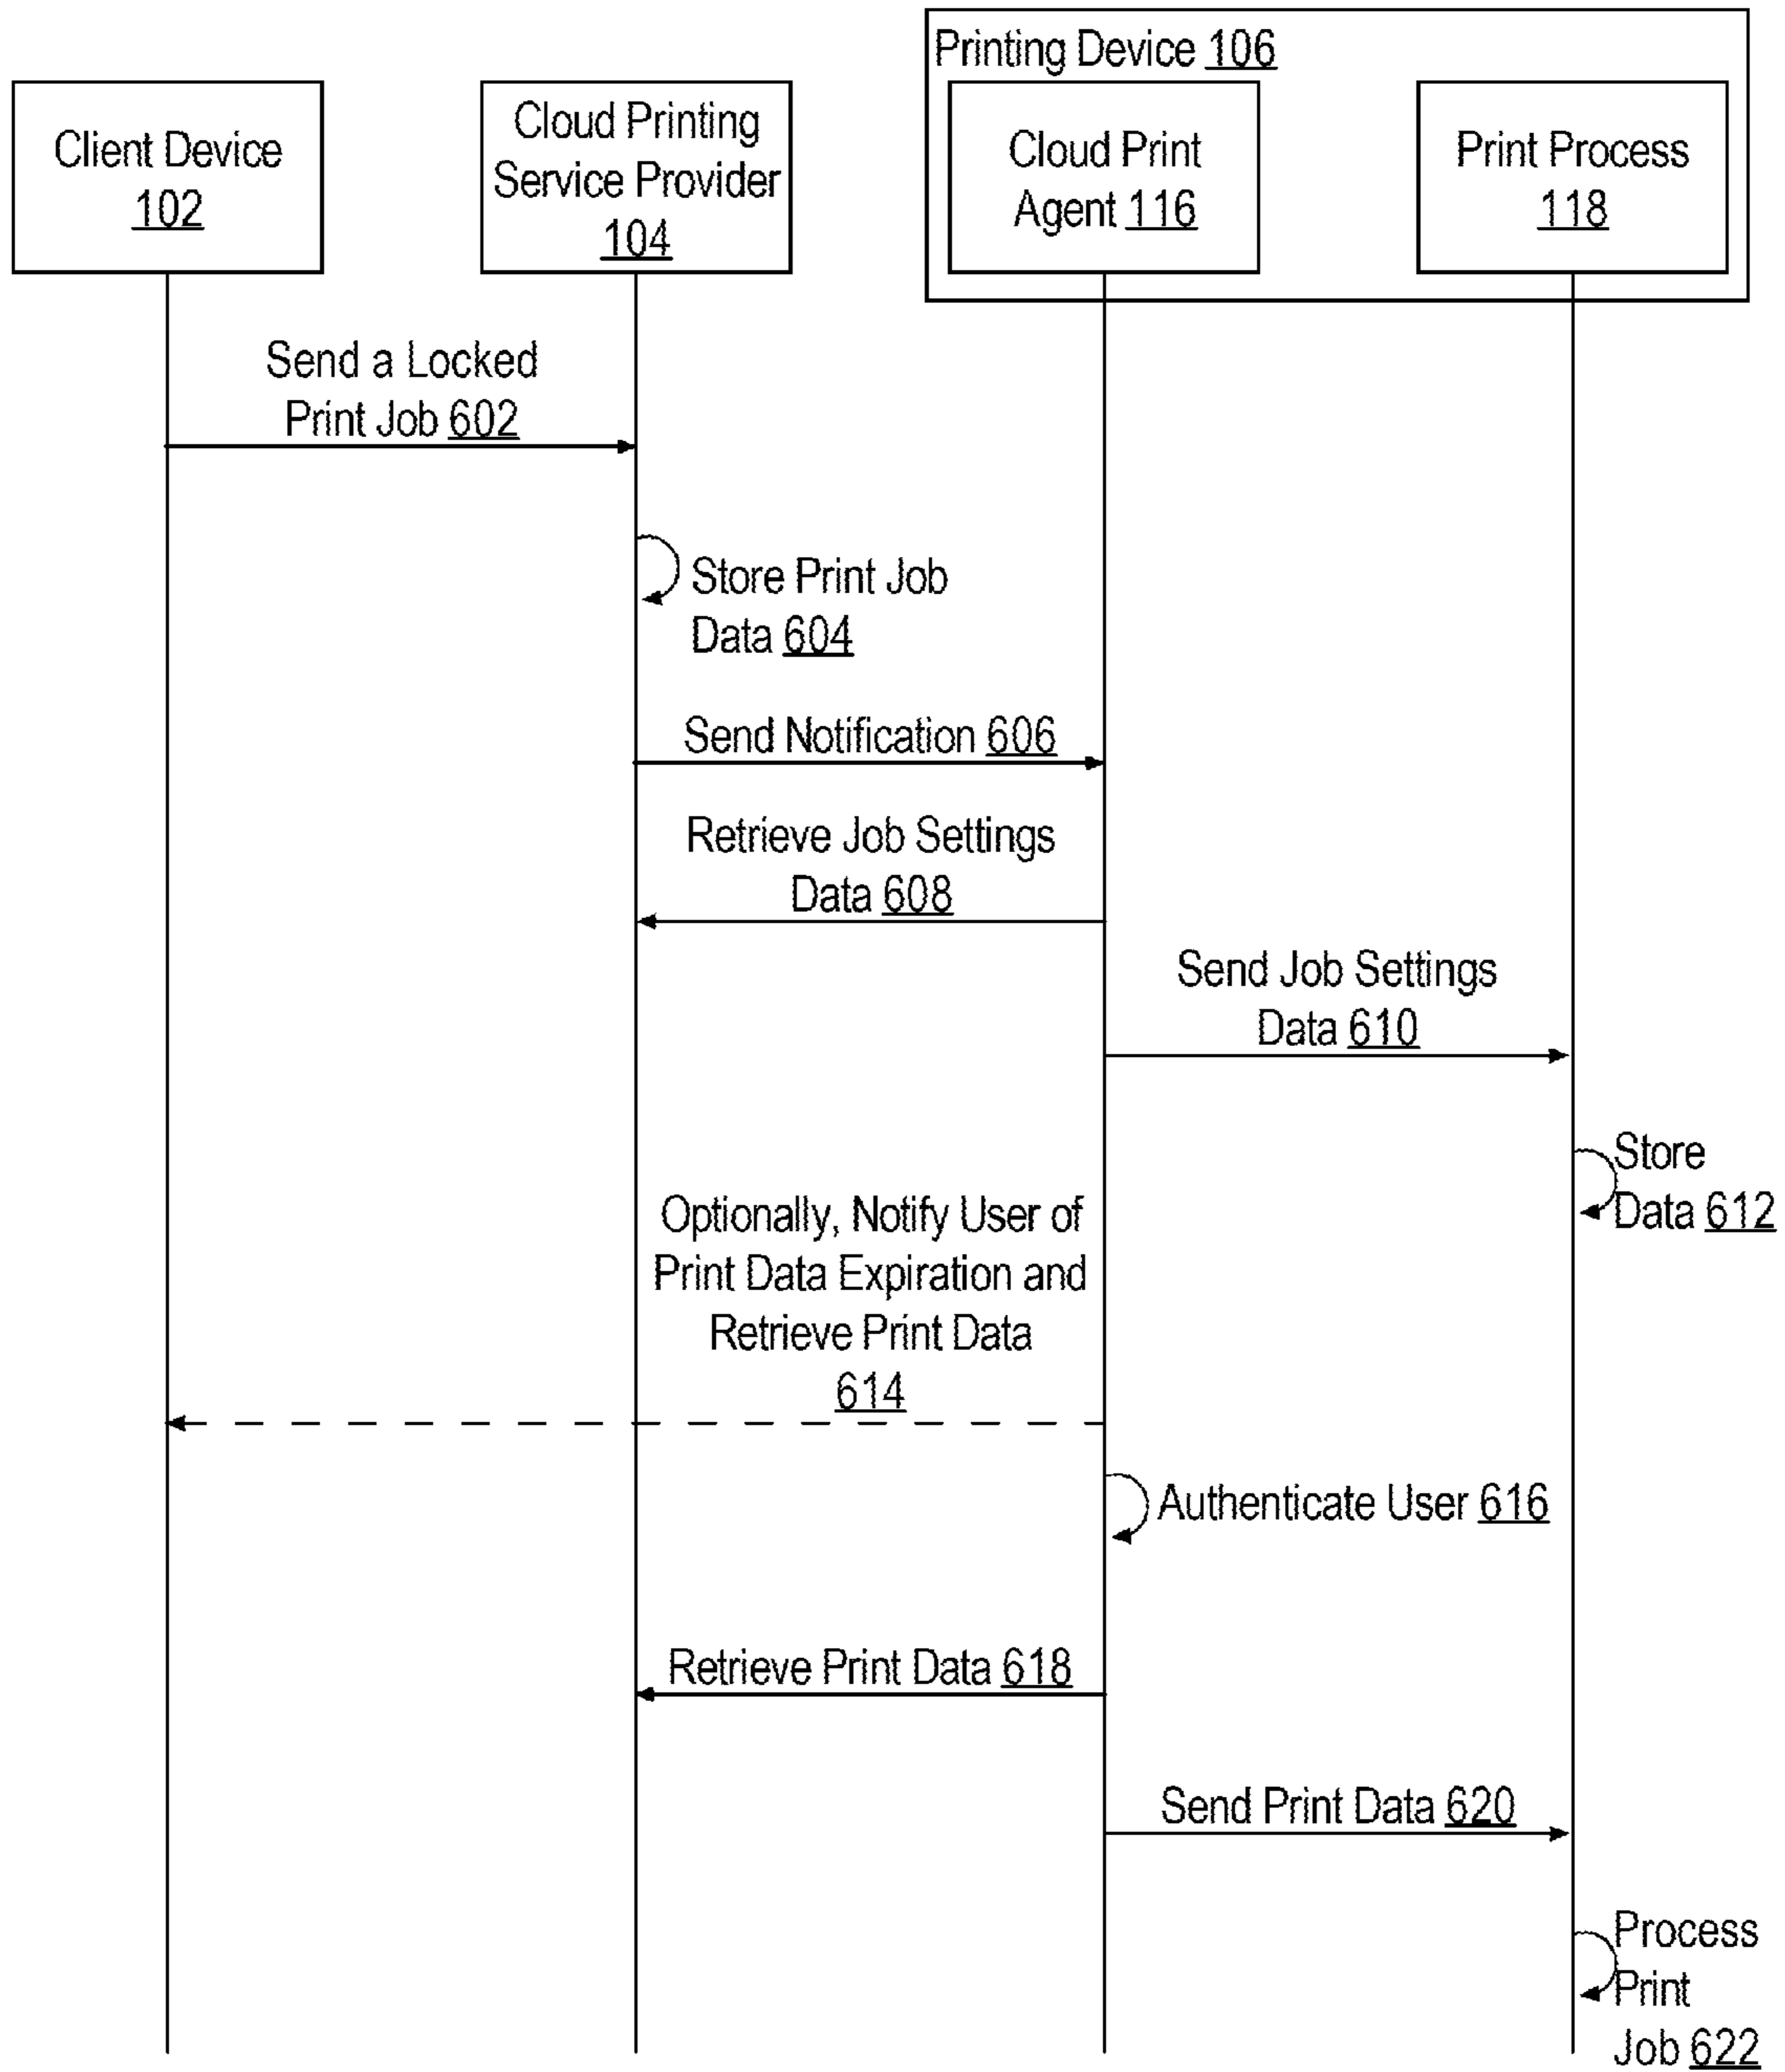 Printing Device 106
Client Device
102
Cloud Printing
Service Provider
104
Cloud Print
Agent 116
Print Process
118
Send a Locked
Print Job 602
Store Print Job
Data 604
Send Notification 606
Retrieve Job Settings
Data 608
Send Job Settings
Data 610
Store
Data 612
Optionally, Notify User of
Print Data Expiration and
Retrieve Print Data
614
Authenticate User 616
Retrieve Print Data 618
Send Print Data 620
Process
Print
Job 622